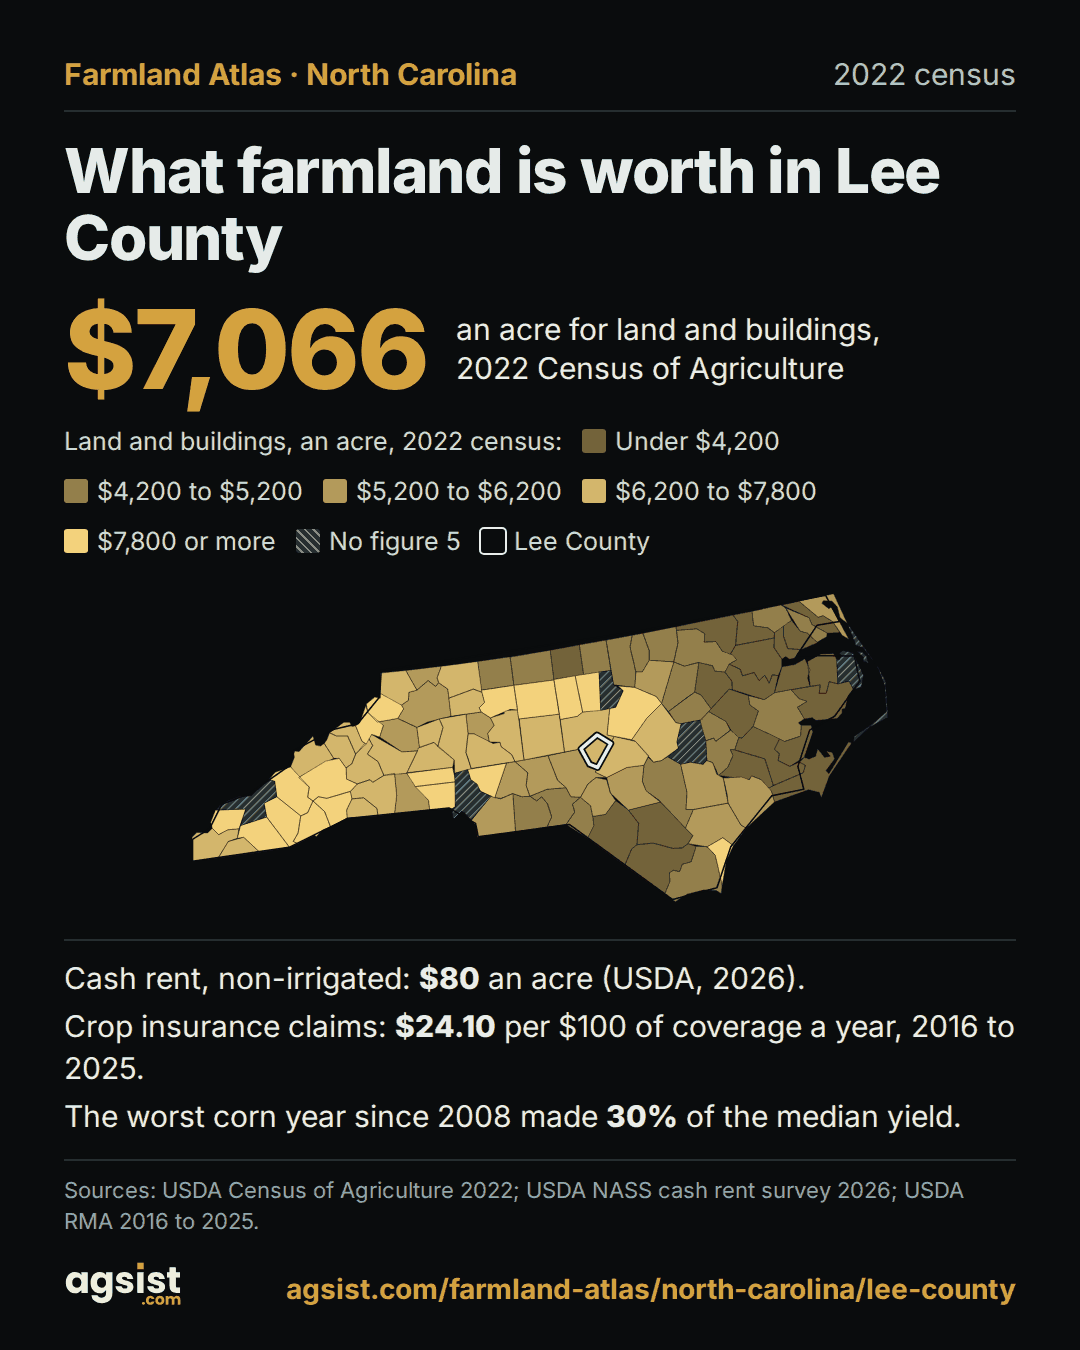 Farmland Atlas · North Carolina
2022 census
What farmland is worth in Lee
County
$7,066
an acre for land and buildings,
2022 Census of Agriculture
Land and buildings, an acre, 2022 census: Under $4,200
$4,200 to $5,200 $5,200 to $6,200 $6,200 to $7,800
$7,800 or more No figure 5 Lee County
Cash rent, non-irrigated: $80 an acre (USDA, 2026).
Crop insurance claims: $24.10 per $100 of coverage a year, 2016 to
2025.
The worst corn year since 2008 made 30% of the median yield.
Sources: USDA Census of Agriculture 2022; USDA NASS cash rent survey 2026; USDA
RMA 2016 to 2025.
agsist.com
agsist.com/farmland-atlas/north-carolina/lee-county